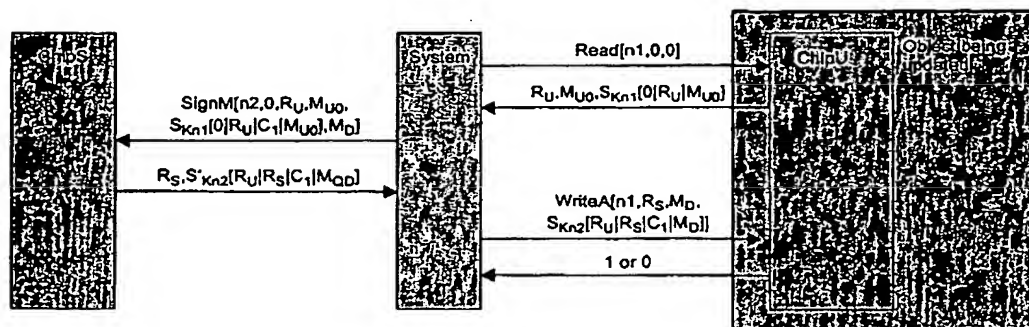 ChipS
System
Read[n1,0,0]
ChipU
Object being
updated
R_U,M_U0,S_Kn1[0|R_U|M_U0]
SignM[n2,0,R_U,M_U0,
S_Kn1[0|R_U|C_1|M_U0],M_D]
R_S,S*_Kn2[R_U|R_S|C_1|M_QD]
WriteA[n1,R_S,M_D,
S_Kn2[R_U|R_S|C_1|M_D]]
1 or 0